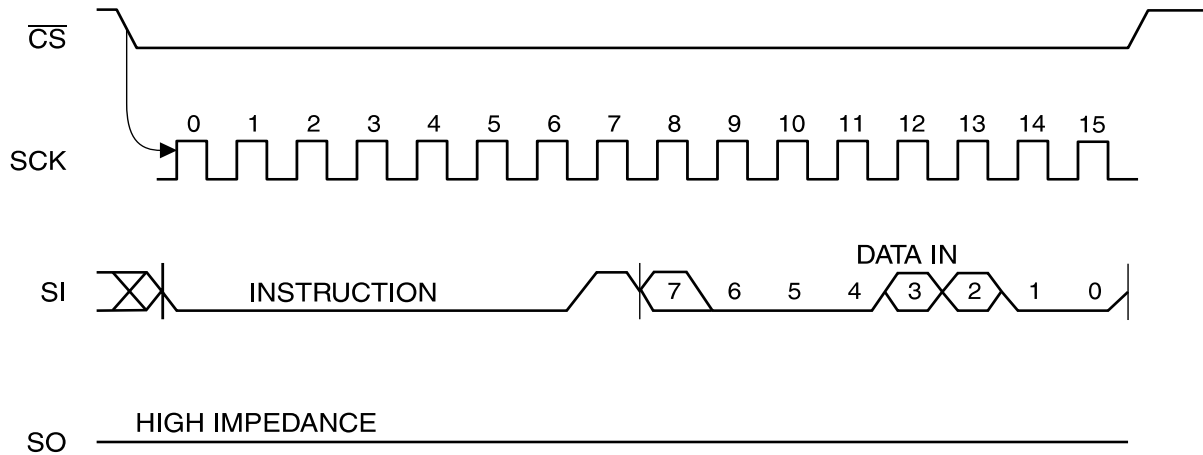 CS
0 1 2 3 4 5 6 7 8 9 10 11 12 13 14 15
SCK
DATA IN
SI INSTRUCTION 7 6 5 4 3 2 1 0
HIGH IMPEDANCE
SO